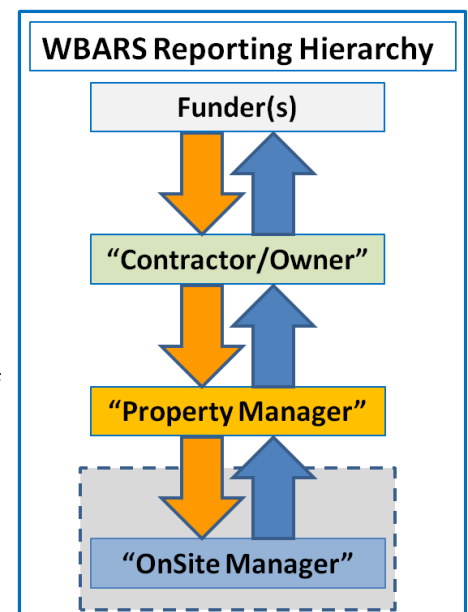 WBARS Reporting Hierarchy
Funder(s)
“Contractor/Owner”
“Property Manager”
“OnSite Manager”